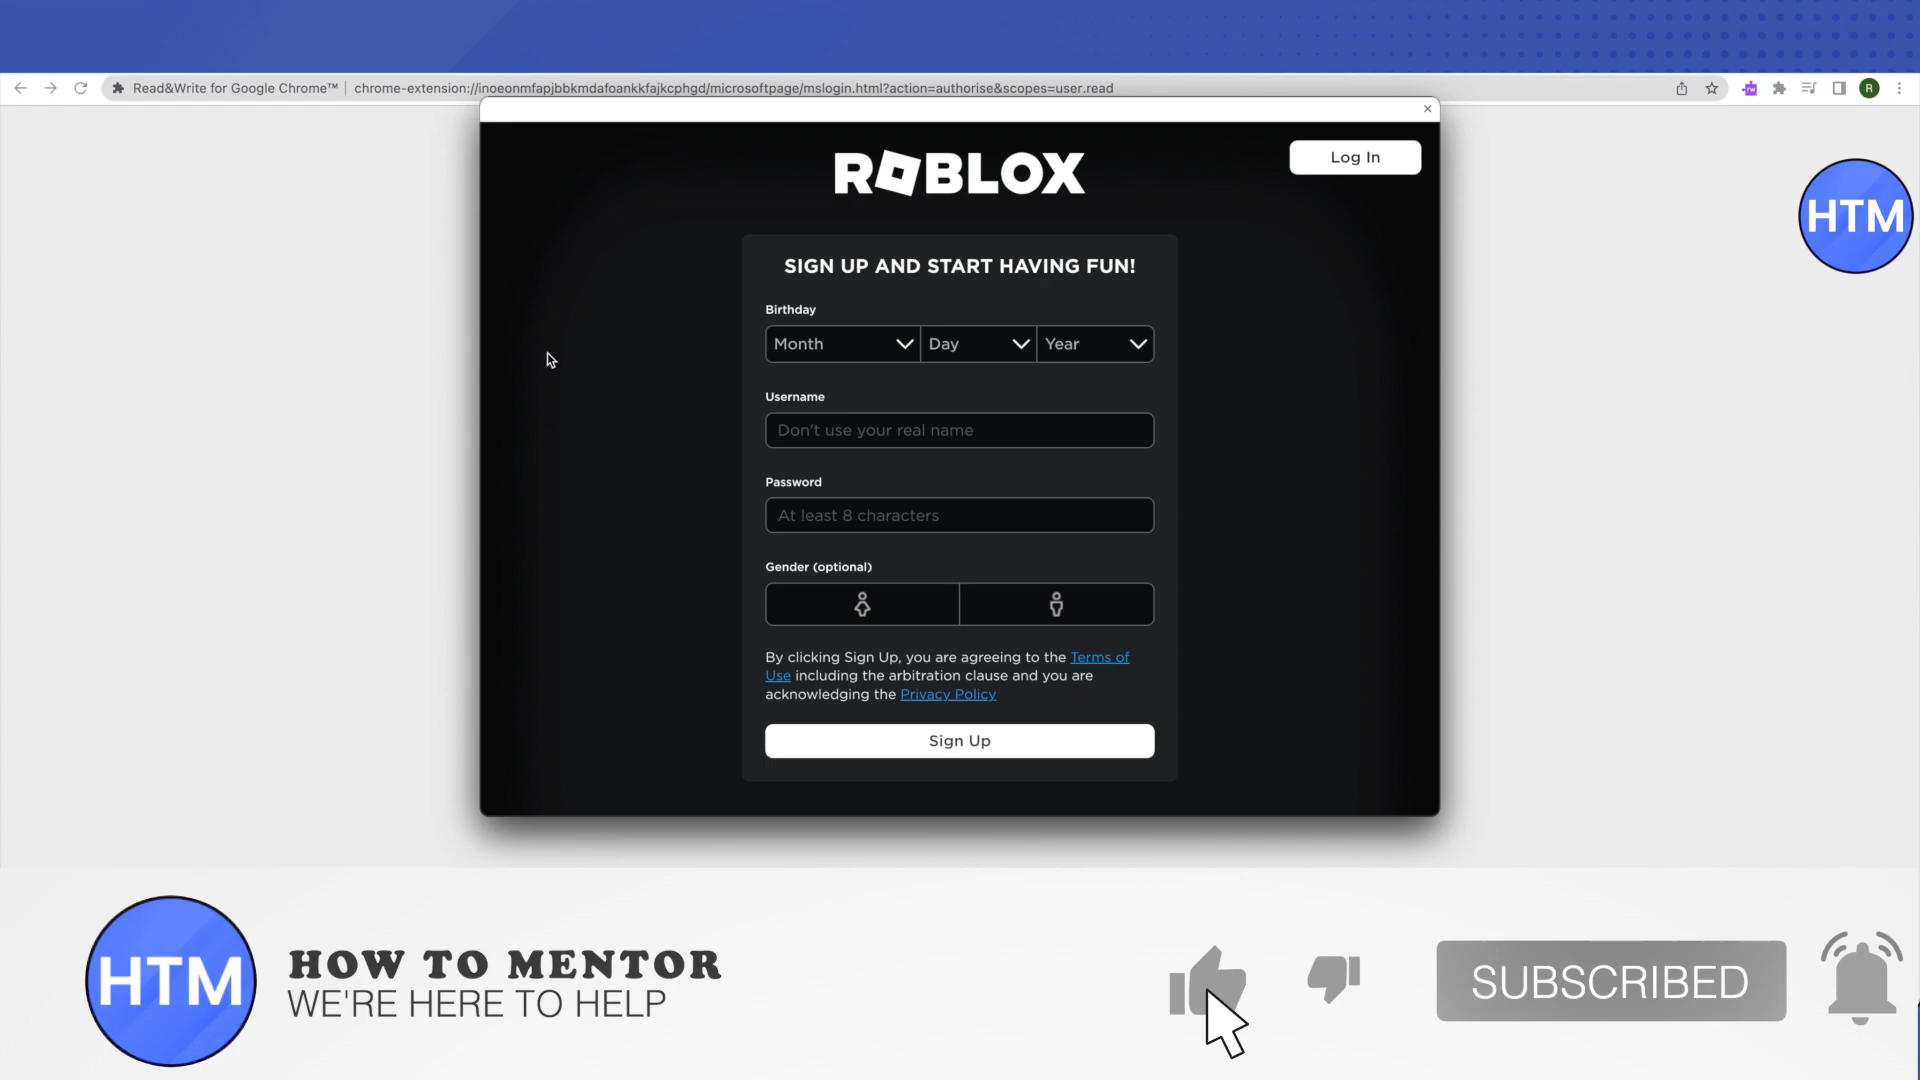 Read&Write for Google Chrome™ | chrome-extension://inoeonmfapjbbkmdafoankkfajkcphgd/microsoftpage/mslogin.html?action=authorise&scopes=user.read
rw
R
ROBLOX
Log In
HTM
SIGN UP AND START HAVING FUN!
Birthday
Month Day Year
Username
Don't use your real name
Password
At least 8 characters
Gender (optional)
By clicking Sign Up, you are agreeing to the Terms of
Use including the arbitration clause and you are
acknowledging the Privacy Policy
Sign Up
HTM
HOW TO MENTOR
WE'RE HERE TO HELP
SUBSCRIBED